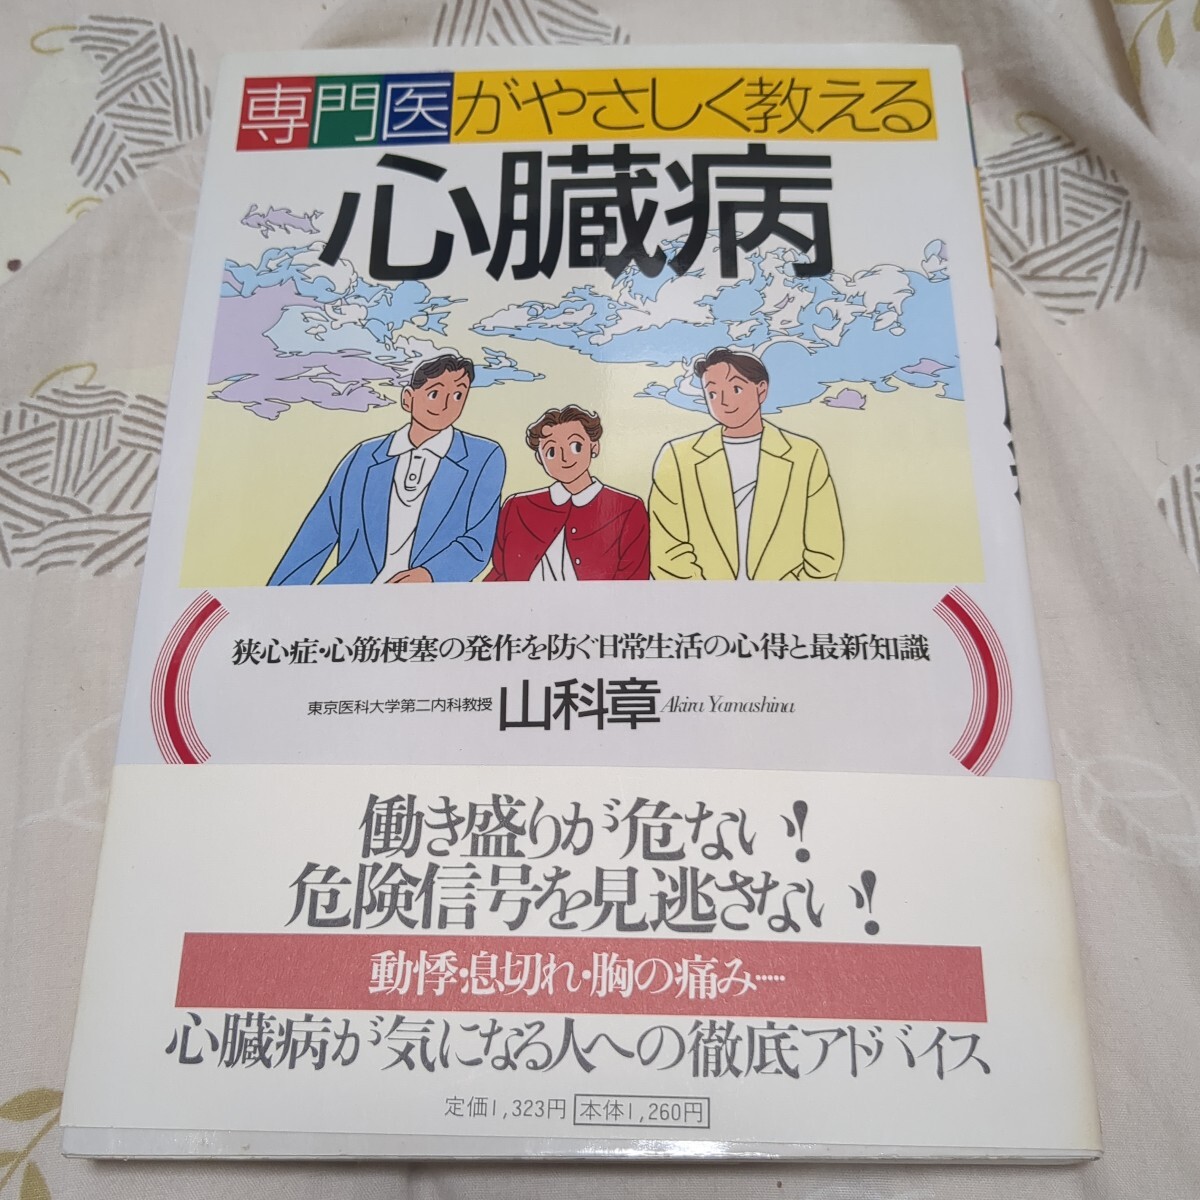 専門医がやさしく教える
心臓病
狭心症・心筋梗塞の発作を防ぐ日常生活の心得と最新知識
東京医科大学第二内科教授 山科章 Akira Yamashina
働き盛りが危ない!
危険信号を見逃さない!
動悸・息切れ・胸の痛み……
心臓病が気になる人への徹底アドバイス
定価1,323円 本体1,260円